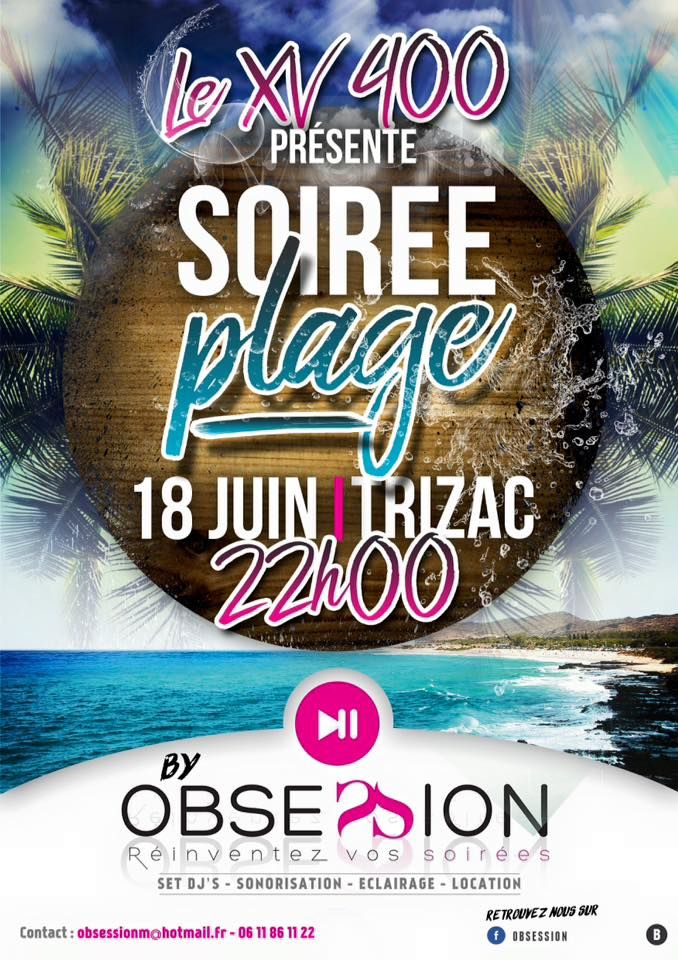 Le XV 400
PRÉSENTE
SOIREE
plage
18 JUIN | TRIZAC
22h00
BY
OBSESSION
Réinventez vos soirées
SET DJ'S - SONORISATION - ECLAIRAGE - LOCATION
RETROUVEZ NOUS SUR
f OBSESSION
Contact : obsessionm@hotmail.fr - 06 11 86 11 22
B